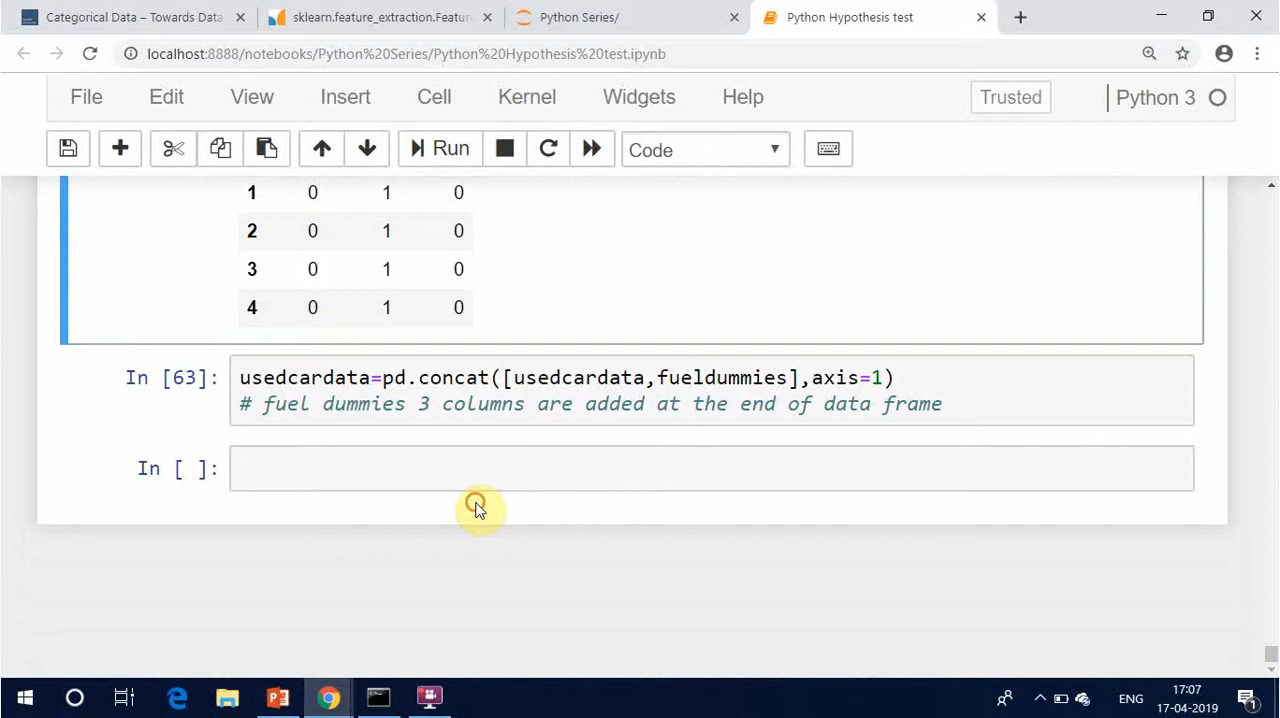 Categorical Data – Towards Data
sklearn.feature_extraction.Featur
Python Series/
Python Hypothesis test
localhost:8888/notebooks/Python%20Series/Python%20Hypothesis%20test.ipynb
File Edit View Insert Cell Kernel Widgets Help Trusted Python 3
Run Code
1 0 1 0
2 0 1 0
3 0 1 0
4 0 1 0
In [63]: usedcardata=pd.concat([usedcardata,fueldummies],axis=1)
# fuel dummies 3 columns are added at the end of data frame
In [ ]:
ENG 17:07
17-04-2019 1